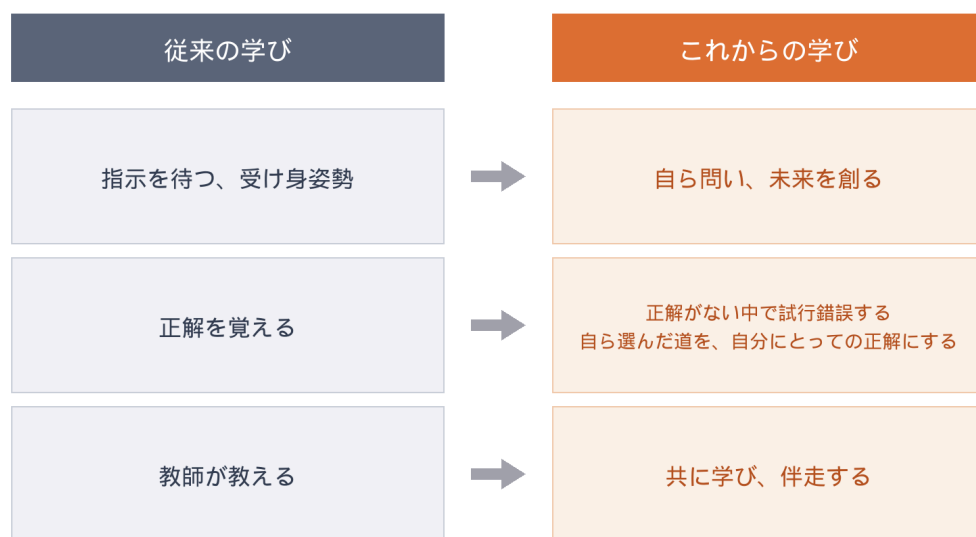 従来の学び
これからの学び
指示を待つ、受け身姿勢
自ら問い、未来を創る
正解を覚える
正解がない中で試行錯誤する
自ら選んだ道を、自分にとっての正解にする
教師が教える
共に学び、伴走する